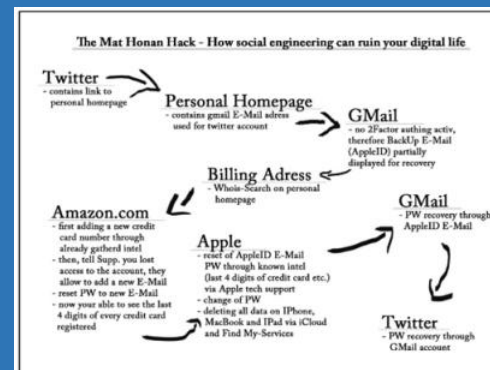 The Mat Honan Hack - How social engineering can ruin your digital life
Twitter
- contains link to
personal homepage
Personal Homepage
- contains gmail E-Mail adress
used for twitter account
GMail
- no 2Factor authing activ,
therefore BackUp E-Mail
(AppleID) partially
displayed for recovery
Billing Adress
- Whois-Search on personal
homepage
Amazon.com
- first adding a new credit
card number through
already gatherd intel
- then, tell Supp. you lost
access to the account, they
allow to add a new E-Mail
- reset PW to new E-Mail
- now your able to see the last
4 digits of every credit card
registered
Apple
- reset of AppleID E-Mail
PW through known intel
(last 4 digits of credit card etc.)
via Apple tech support
- change of PW
- deleting all data on IPhone,
MacBook and IPad via iCloud
and Find My-Services
GMail
- PW recovery through
AppleID E-Mail
Twitter
- PW recovery through
GMail account